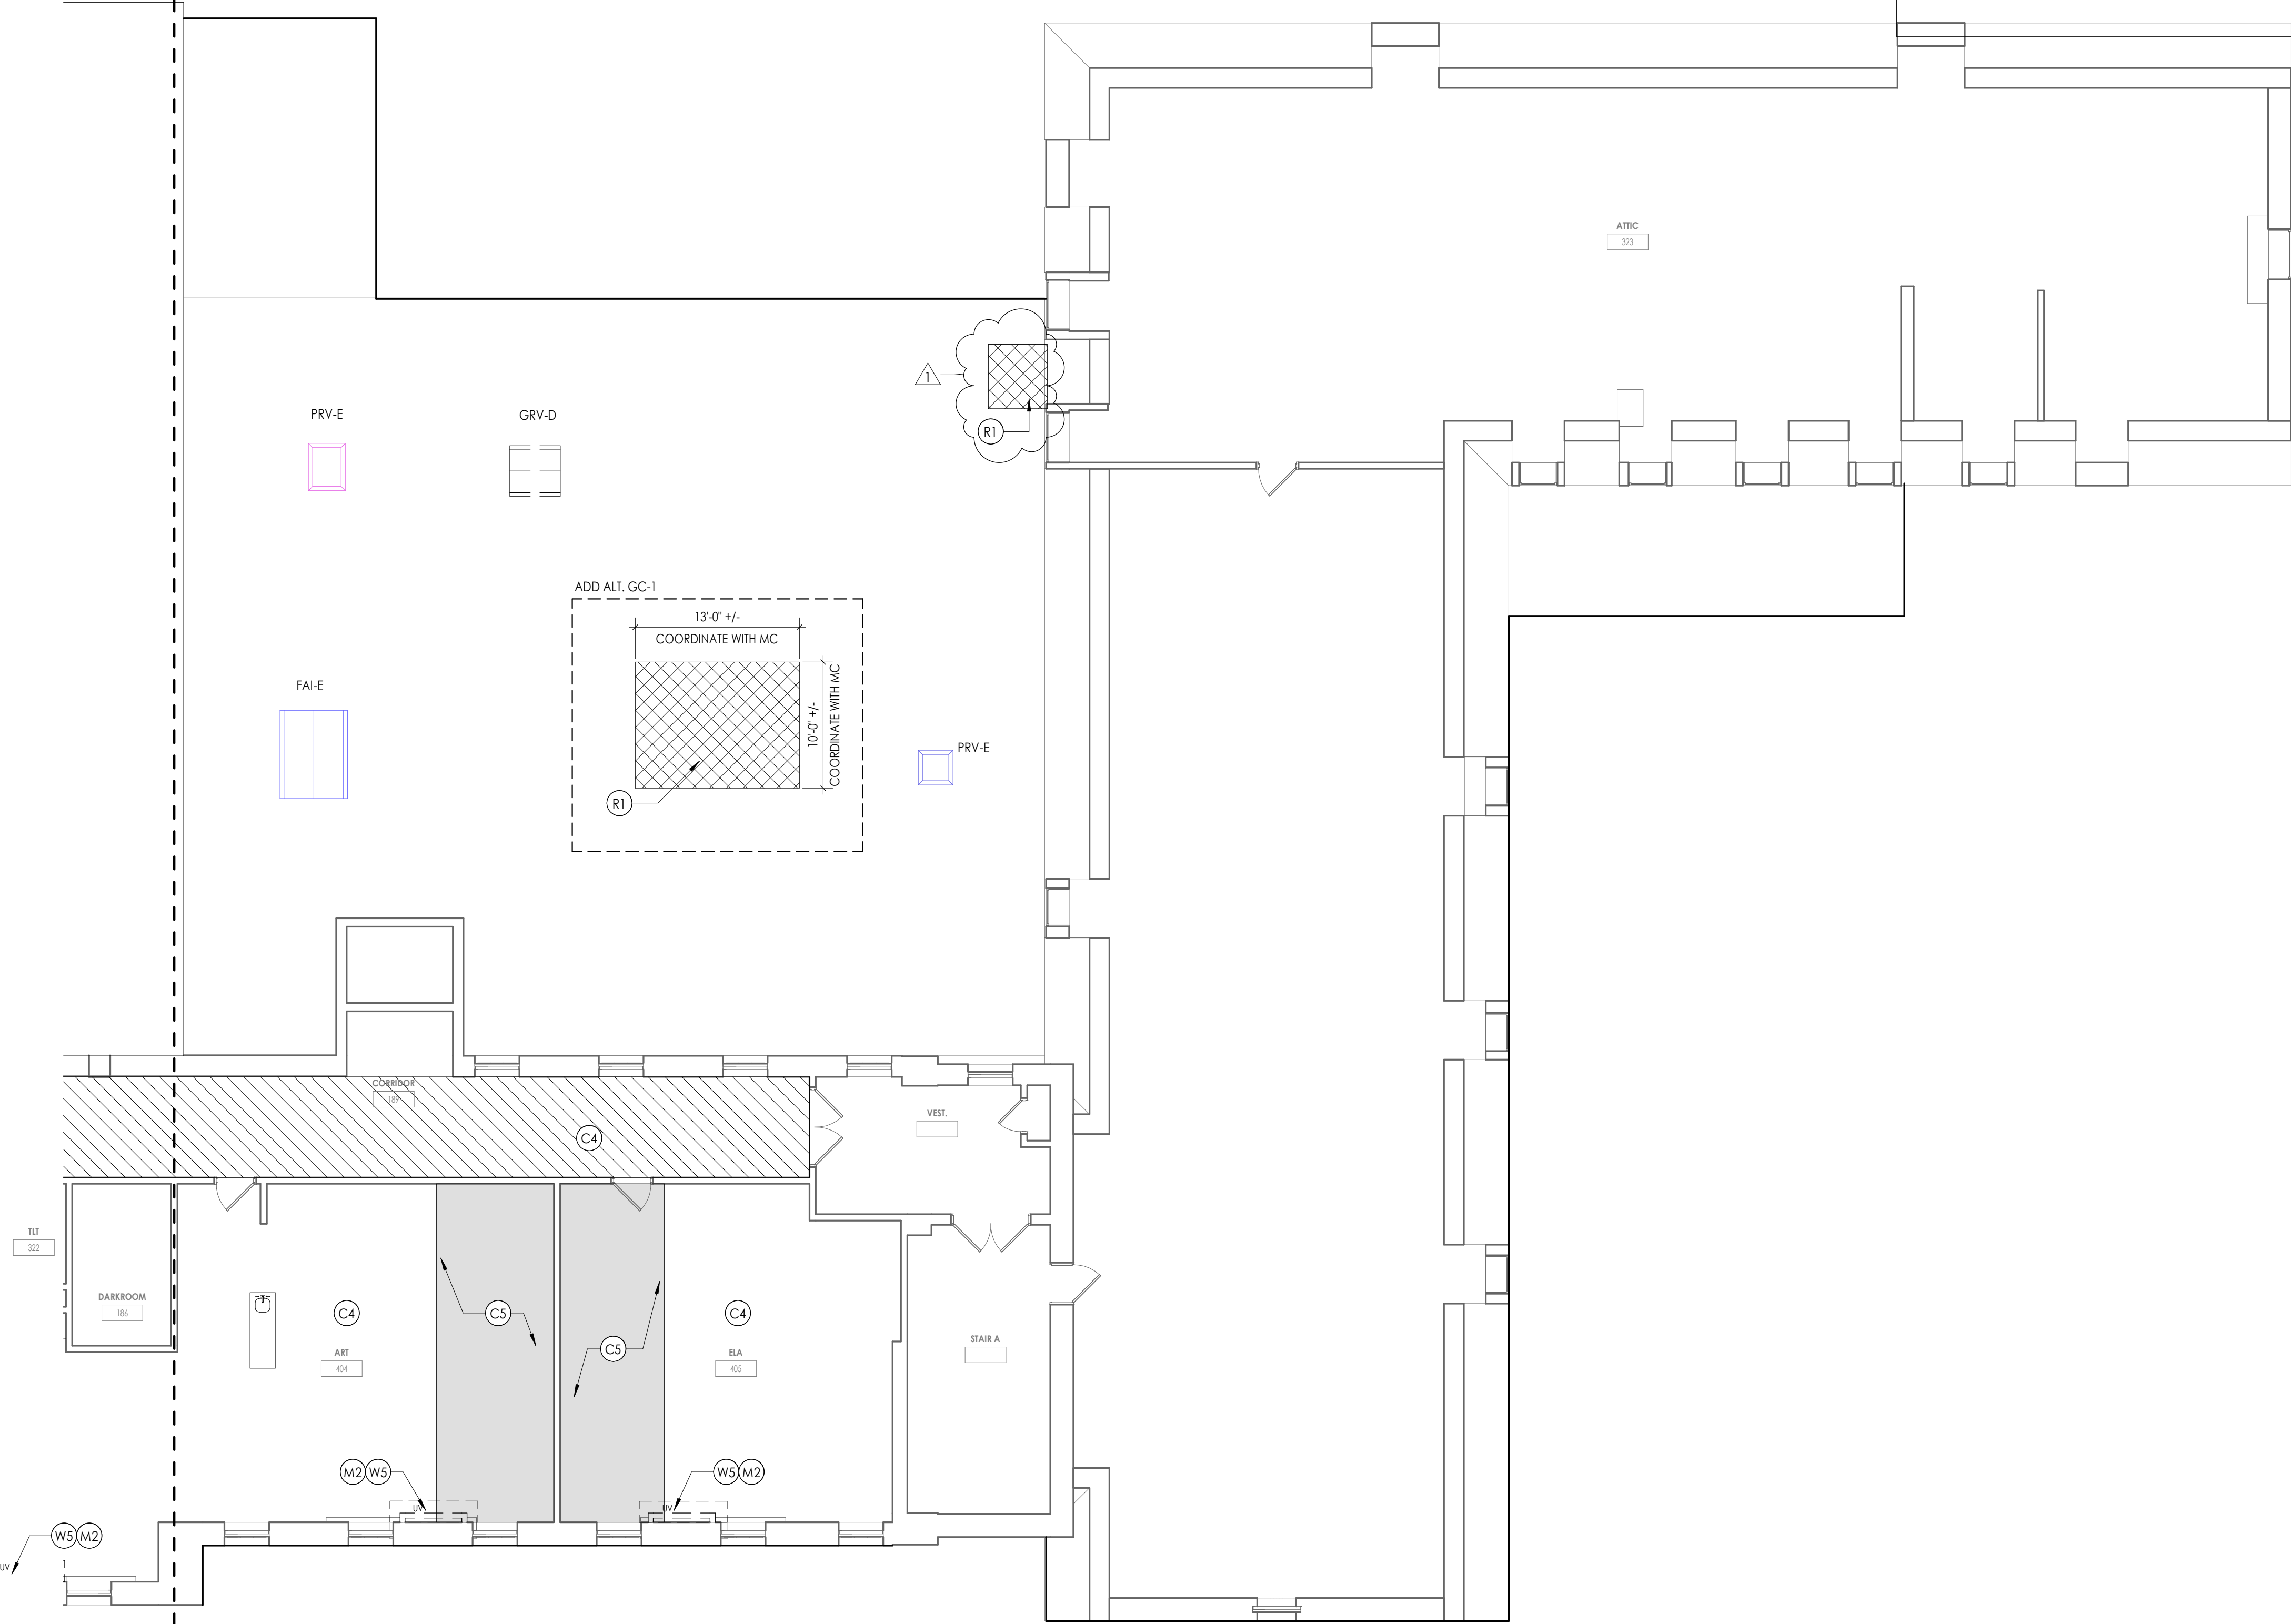 ATTIC
323
1
R1
PRV-E
GRV-D
ADD ALT. GC-1
13'-0" +/-
COORDINATE WITH MC
10'-0" +/-
COORDINATE WITH MC
FAI-E
PRV-E
R1
CORRIDOR
189
C4
VEST.
TLT
322
DARKROOM
186
C4
C5
C4
C5
ART
404
ELA
405
STAIR A
M2 W5
W5 M2
UV
UV
W5 M2
UV